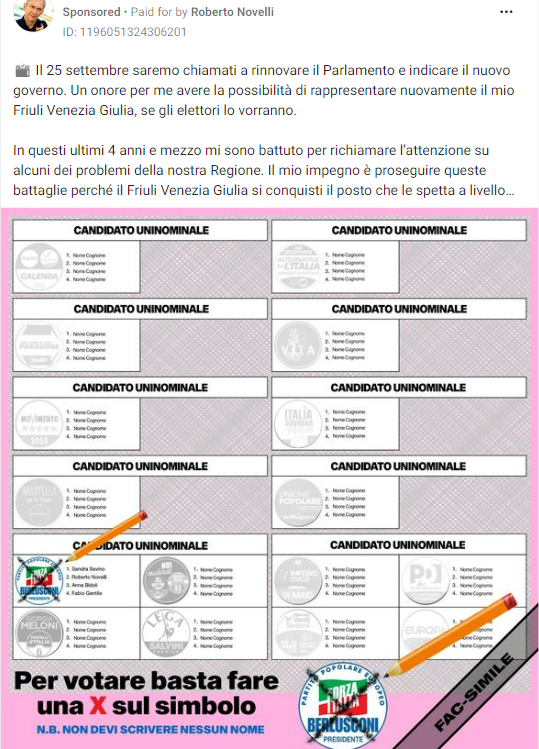 Sponsored • Paid for by Roberto Novelli
ID: 1196051324306201
Il 25 settembre saremo chiamati a rinnovare il Parlamento e indicare il nuovo
governo. Un onore per me avere la possibilità di rappresentare nuovamente il mio
Friuli Venezia Giulia, se gli elettori lo vorranno.
In questi ultimi 4 anni e mezzo mi sono battuto per richiamare l'attenzione su
alcuni dei problemi della nostra Regione. Il mio impegno è proseguire queste
battaglie perché il Friuli Venezia Giulia si conquisti il posto che le spetta a livello...
CANDIDATO UNINOMINALE
CALENDA
1. Nome Cognome
2. Nome Cognome
3. Nome Cognome
4. Nome Cognome
CANDIDATO UNINOMINALE
ALTERNATIVA
PER L'ITALIA
1. Nome Cognome
2. Nome Cognome
3. Nome Cognome
4. Nome Cognome
CANDIDATO UNINOMINALE
1. Nome Cognome
2. Nome Cognome
3. Nome Cognome
4. Nome Cognome
CANDIDATO UNINOMINALE
VITA
1. Nome Cognome
2. Nome Cognome
3. Nome Cognome
4. Nome Cognome
CANDIDATO UNINOMINALE
MOVIMENTO
2050
1. Nome Cognome
2. Nome Cognome
3. Nome Cognome
4. Nome Cognome
CANDIDATO UNINOMINALE
ITALIA
SOVRANA
1. Nome Cognome
2. Nome Cognome
3. Nome Cognome
4. Nome Cognome
CANDIDATO UNINOMINALE
MASTELLA
1. Nome Cognome
2. Nome Cognome
3. Nome Cognome
4. Nome Cognome
CANDIDATO UNINOMINALE
UNIONE
POPOLARE
1. Nome Cognome
2. Nome Cognome
3. Nome Cognome
4. Nome Cognome
CANDIDATO UNINOMINALE
PARTITO POPOLARE EUROPEO
FORZA
ITALIA
BERLUSCONI
PRESIDENTE
1. Sandra Savino
2. Roberto Novelli
3. Anna Bidoli
4. Fabio Gentile
NOI
moderati
1. Nome Cognome
2. Nome Cognome
3. Nome Cognome
4. Nome Cognome
GIORGIA
MELONI
FRATELLI
d'ITALIA
1. Nome Cognome
2. Nome Cognome
3. Nome Cognome
4. Nome Cognome
LEGA
SALVINI
PREMIER
1. Nome Cognome
2. Nome Cognome
3. Nome Cognome
4. Nome Cognome
CANDIDATO UNINOMINALE
IMPEGNO
CIVICO
DI MAIO
1. Nome Cognome
2. Nome Cognome
3. Nome Cognome
4. Nome Cognome
PD
1. Nome Cognome
2. Nome Cognome
3. Nome Cognome
4. Nome Cognome
1. Nome Cognome
2. Nome Cognome
3. Nome Cognome
4. Nome Cognome
EUROPA
Per votare basta fare
una X sul simbolo
N.B. NON DEVI SCRIVERE NESSUN NOME
PARTITO POPOLARE EUROPEO
FORZA
ITALIA
BERLUSCONI
PRESIDENTE
FAC-SIMILE